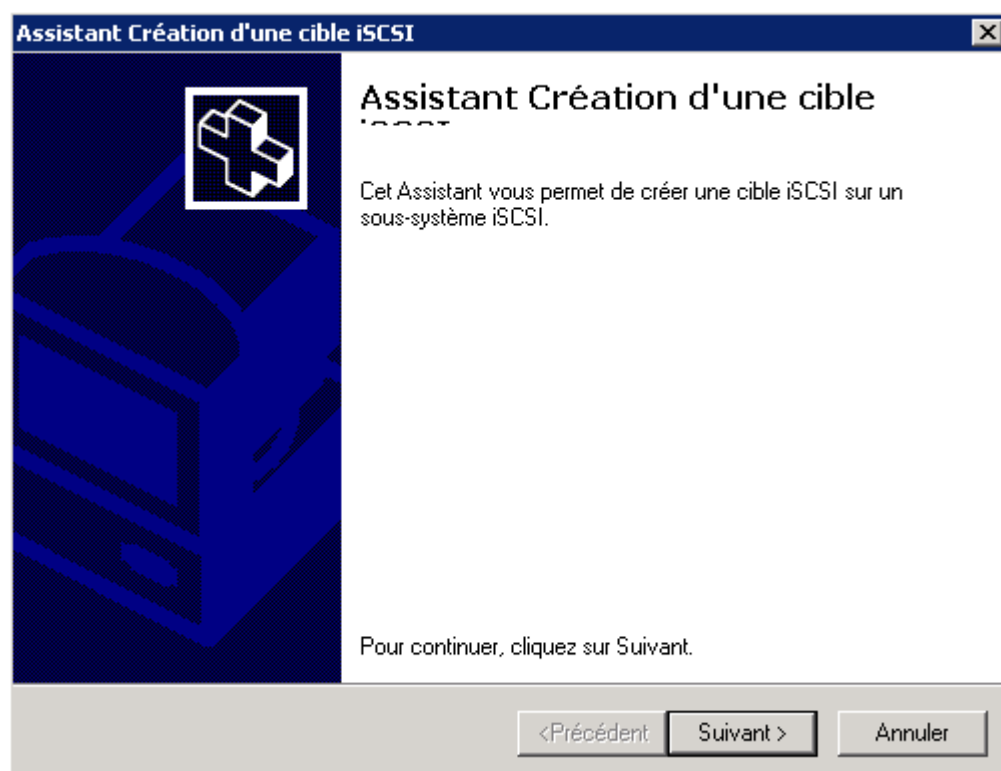 Assistant Création d'une cible iSCSI
Assistant Création d'une cible
iSCSI
Cet Assistant vous permet de créer une cible iSCSI sur un
sous-système iSCSI.
Pour continuer, cliquez sur Suivant.
<Précédent
Suivant >
Annuler